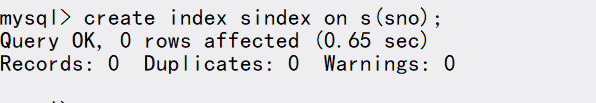 mysql> create index sindex on s(sno);
Query OK, 0 rows affected (0.65 sec)
Records: 0  Duplicates: 0  Warnings: 0